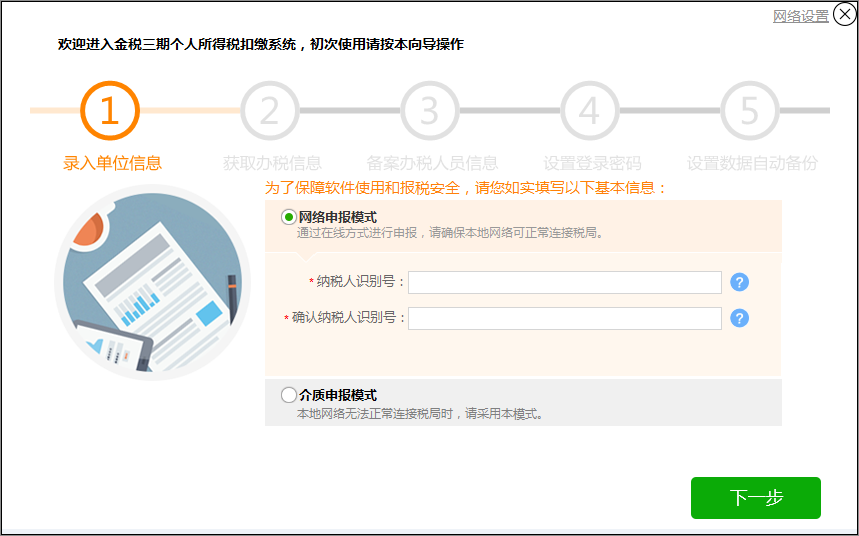 网络设置
欢迎进入金税三期个人所得税扣缴系统，初次使用请按本向导操作
1 2 3 4 5
录入单位信息 获取办税信息 备案办税人员信息 设置登录密码 设置数据自动备份
为了保障软件使用和报税安全，请您如实填写以下基本信息：
网络申报模式
通过在线方式进行申报，请确保本地网络可正常连接税局。
*纳税人识别号： ?
*确认纳税人识别号： ?
介质申报模式
本地网络无法正常连接税局时，请采用本模式。
下一步